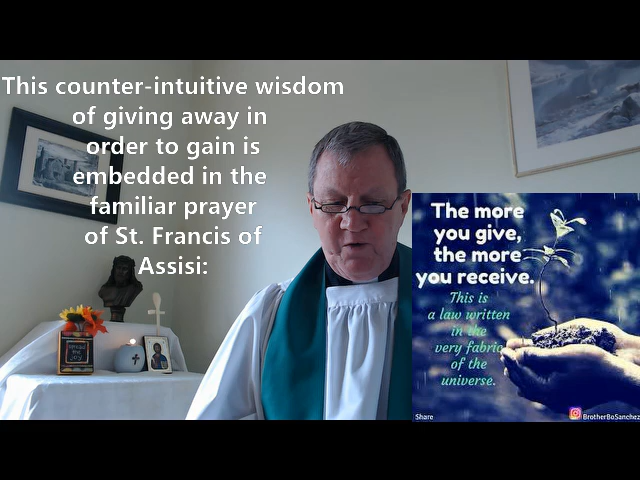 This counter-intuitive wisdom
of giving away in
order to gain is
embedded in the
familiar prayer
of St. Francis of
Assisi:
The more
you give,
the more
you receive.
This is
a law written
in the
very fabric
of the
universe.
Share
BrotherBoSanchez